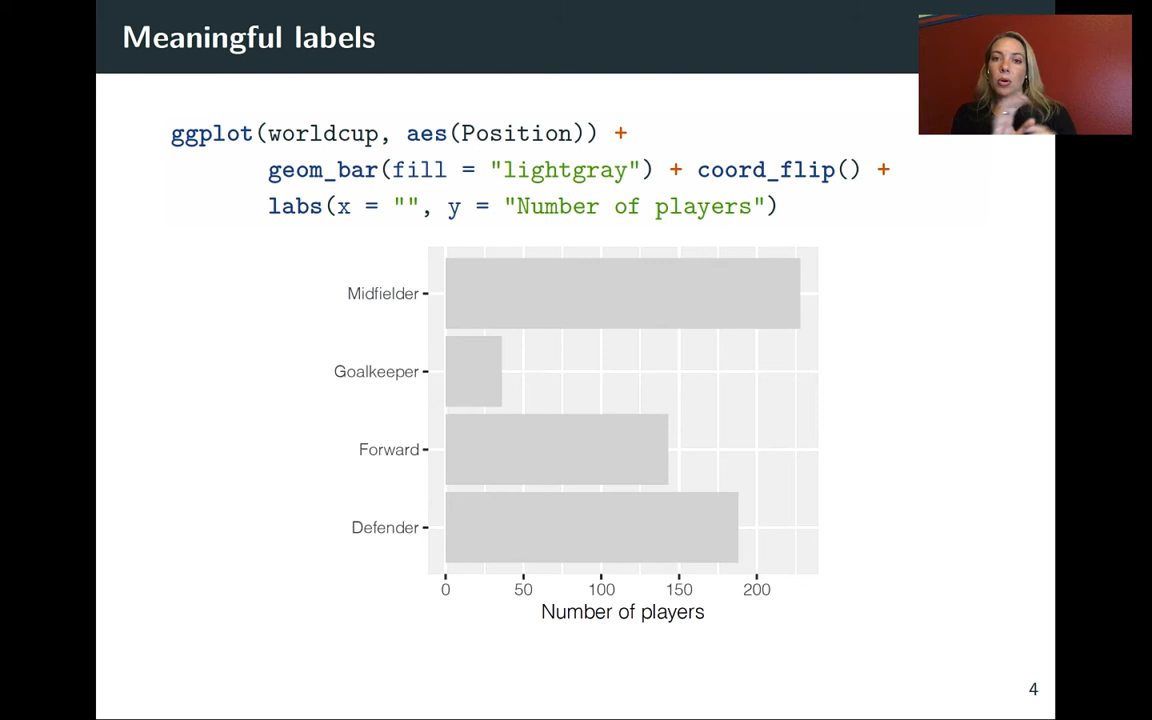 Meaningful labels
ggplot(worldcup, aes(Position)) +
geom_bar(fill = "lightgray") + coord_flip() +
labs(x = "", y = "Number of players")
Midfielder
Goalkeeper
Forward
Defender
0 50 100 150 200
Number of players
4